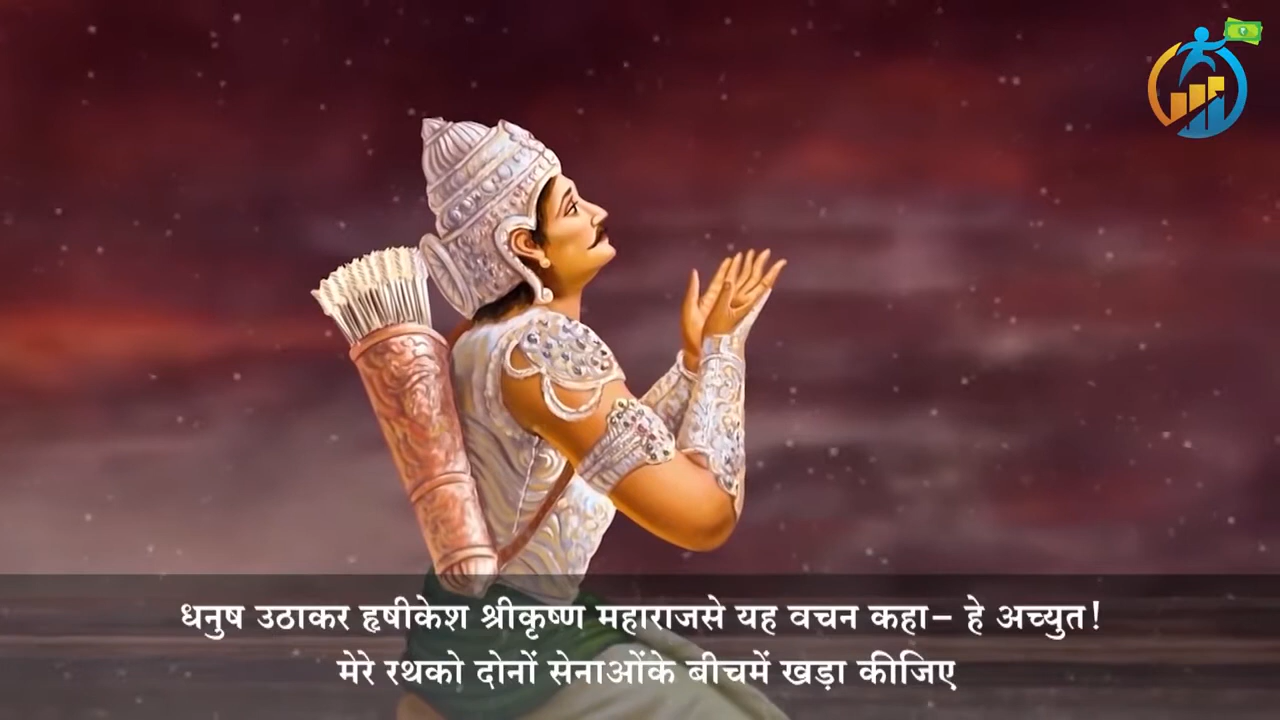 धनुष उठाकर हृषीकेश श्रीकृष्ण महाराजसे यह वचन कहा– हे अच्युत!
मेरे रथको दोनों सेनाओंके बीचमें खड़ा कीजिए